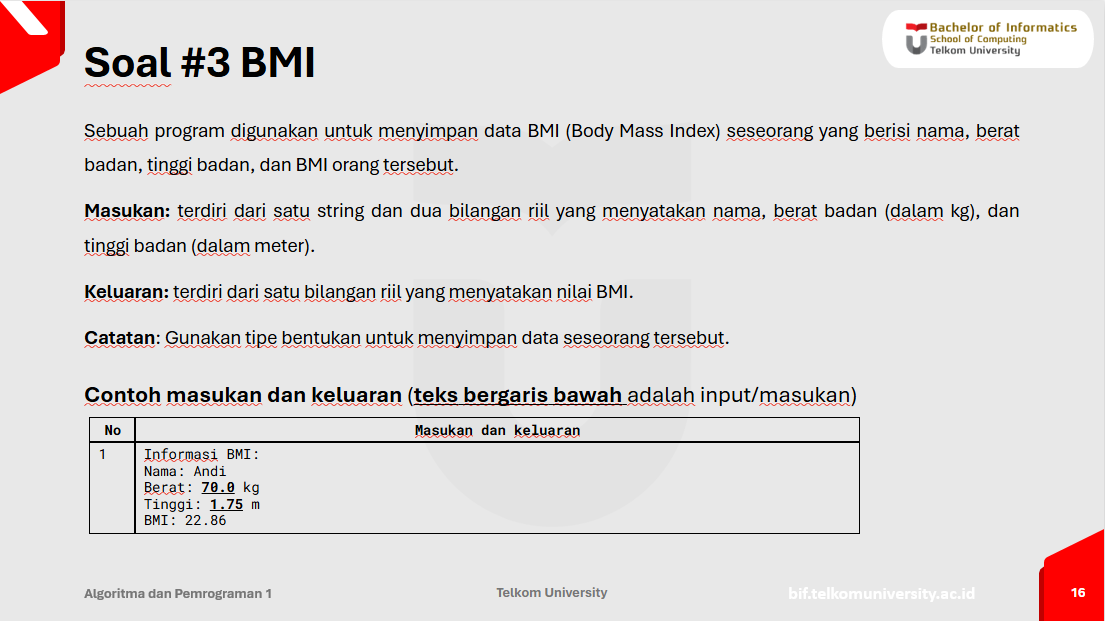 Bachelor of Informatics
School of Computing
Telkom University
Soal #3 BMI
Sebuah program digunakan untuk menyimpan data BMI (Body Mass Index) seseorang yang berisi nama, berat
badan, tinggi badan, dan BMI orang tersebut.
Masukan: terdiri dari satu string dan dua bilangan riil yang menyatakan nama, berat badan (dalam kg), dan
tinggi badan (dalam meter).
Keluaran: terdiri dari satu bilangan riil yang menyatakan nilai BMI.
Catatan: Gunakan tipe bentukan untuk menyimpan data seseorang tersebut.
Contoh masukan dan keluaran (teks bergaris bawah adalah input/masukan)
No Masukan dan keluaran
1 Informasi BMI:
Nama: Andi
Berat: 70.0 kg
Tinggi: 1.75 m
BMI: 22.86
Algoritma dan Pemrograman 1 Telkom University bif.telkomuniversity.ac.id 16